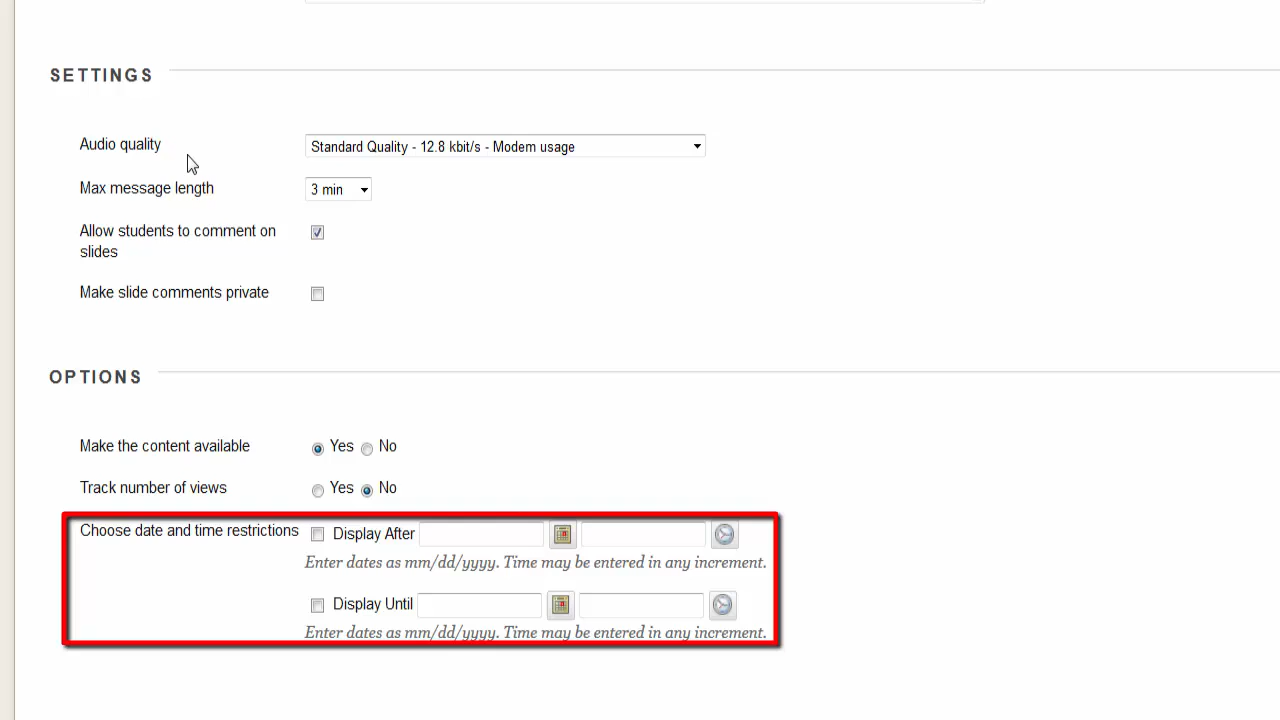 SETTINGS
Audio quality
Standard Quality - 12.8 kbit/s - Modem usage
Max message length
3 min
Allow students to comment on
slides
Make slide comments private
OPTIONS
Make the content available
Yes No
Track number of views
Yes No
Choose date and time restrictions
Display After
Enter dates as mm/dd/yyyy. Time may be entered in any increment.
Display Until
Enter dates as mm/dd/yyyy. Time may be entered in any increment.